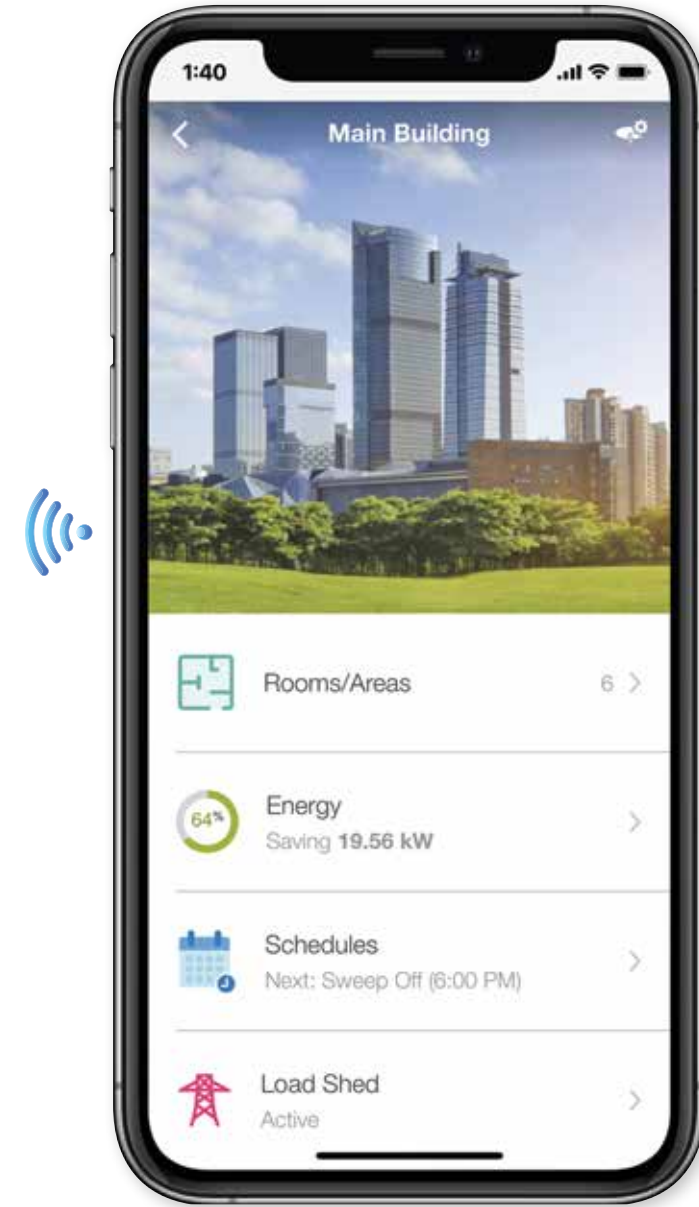 1:40
Main Building
Rooms/Areas 6
64%
Energy
Saving 19.56 kW
Schedules
Next: Sweep Off (6:00 PM)
Load Shed
Active